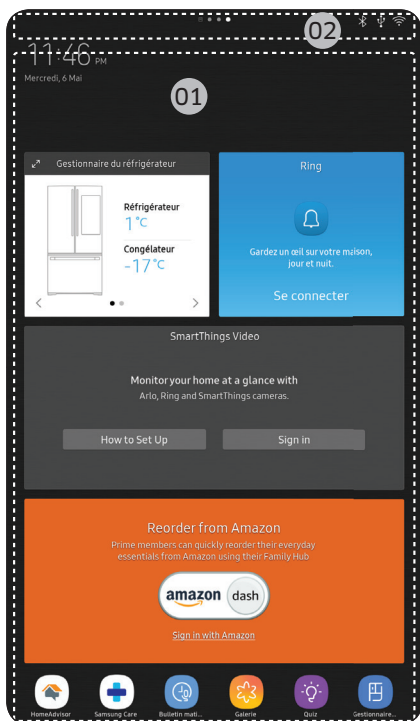 02
11:46 PM
Mercredi, 6 Mai
01
Gestionnaire du réfrigérateur
Réfrigérateur
1°C
Congélateur
-17°C
Ring
Gardez un œil sur votre maison,
jour et nuit.
Se connecter
SmartThings Video
Monitor your home at a glance with
Arlo, Ring and SmartThings cameras.
How to Set Up
Sign in
Reorder from Amazon
Prime members can quickly reorder their everyday
essentials from Amazon using their Family Hub
amazon dash
Sign in with Amazon
HomeAdvisor
Samsung Care
Bulletin mati...
Galerie
Quiz
Gestionnaire...